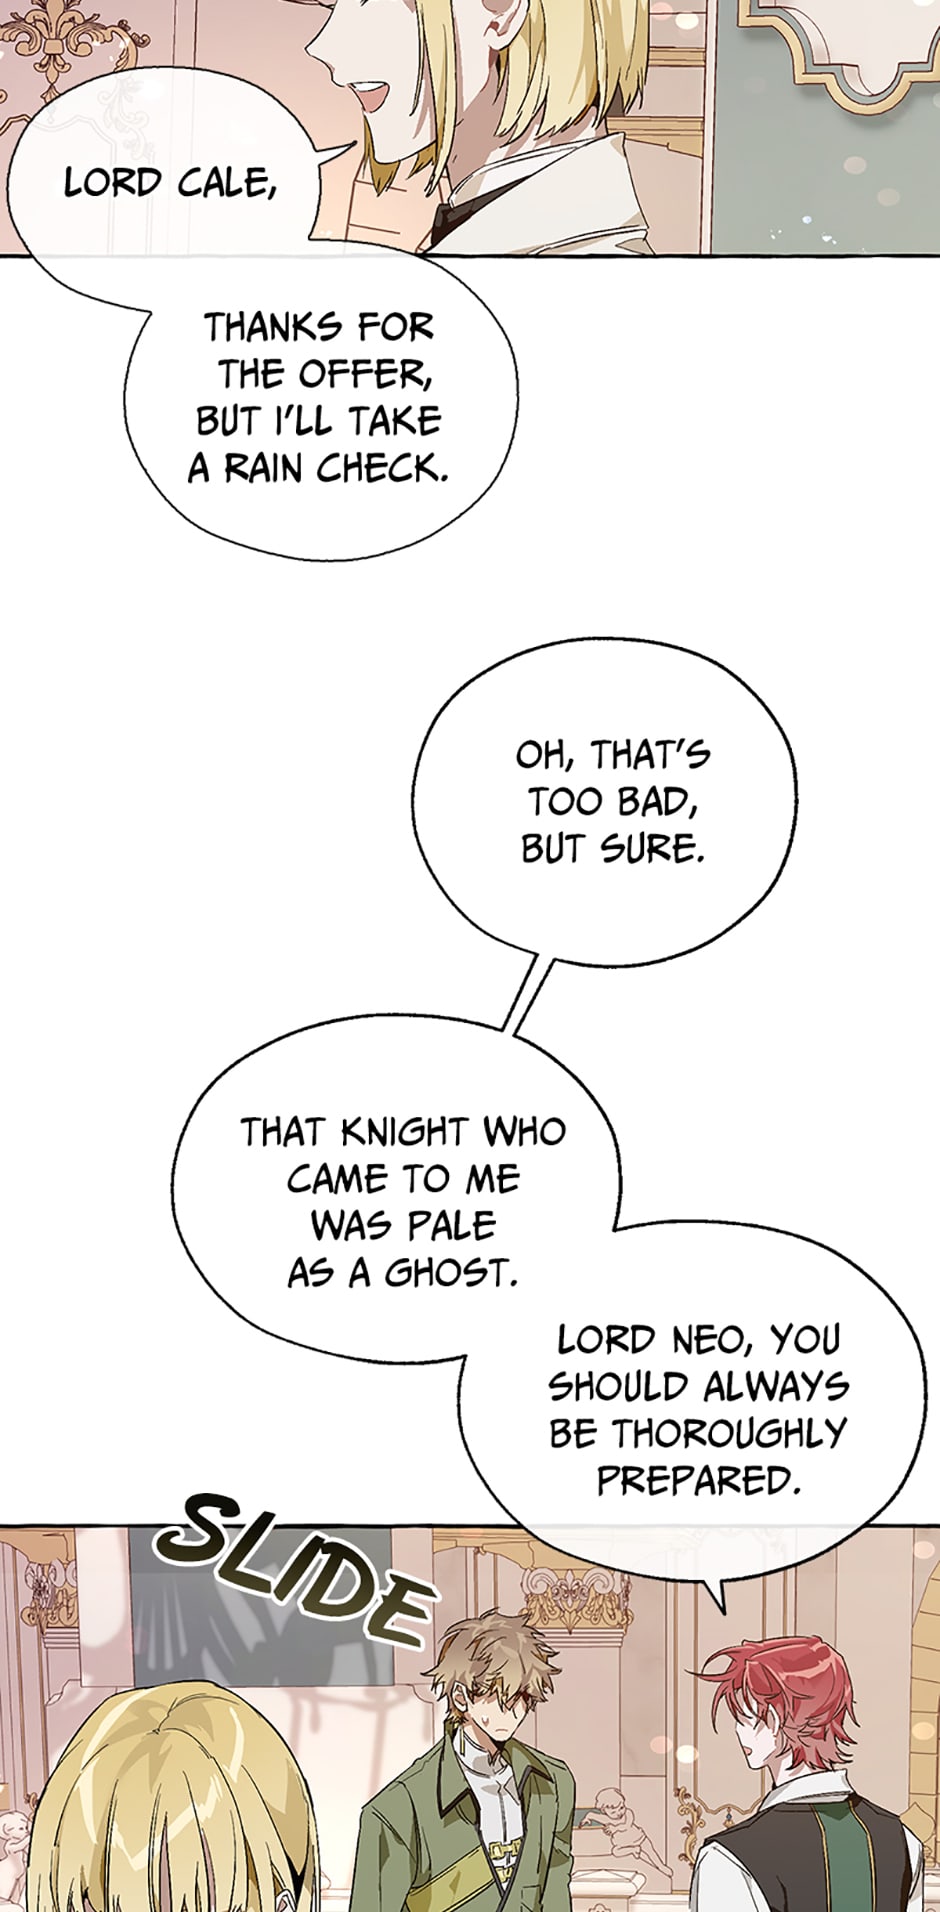 LORD CALE,
THANKS FOR
THE OFFER,
BUT I'LL TAKE
A RAIN CHECK.
OH, THAT'S
TOO BAD,
BUT SURE.
THAT KNIGHT WHO
CAME TO ME
WAS PALE
AS A GHOST.
LORD NEO, YOU
SHOULD ALWAYS
BE THOROUGHLY
PREPARED.
SLIDE